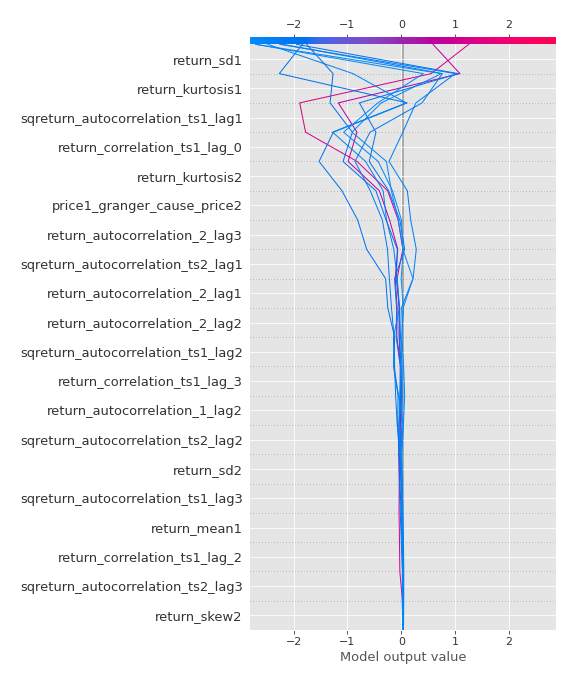 −2 −1 0 1 2
return_sd1
return_kurtosis1
sqreturn_autocorrelation_ts1_lag1
return_correlation_ts1_lag_0
return_kurtosis2
price1_granger_cause_price2
return_autocorrelation_2_lag3
sqreturn_autocorrelation_ts2_lag1
return_autocorrelation_2_lag1
return_autocorrelation_2_lag2
sqreturn_autocorrelation_ts1_lag2
return_correlation_ts1_lag_3
return_autocorrelation_1_lag2
sqreturn_autocorrelation_ts2_lag2
return_sd2
sqreturn_autocorrelation_ts1_lag3
return_mean1
return_correlation_ts1_lag_2
sqreturn_autocorrelation_ts2_lag3
return_skew2
−2 −1 0 1 2
Model output value